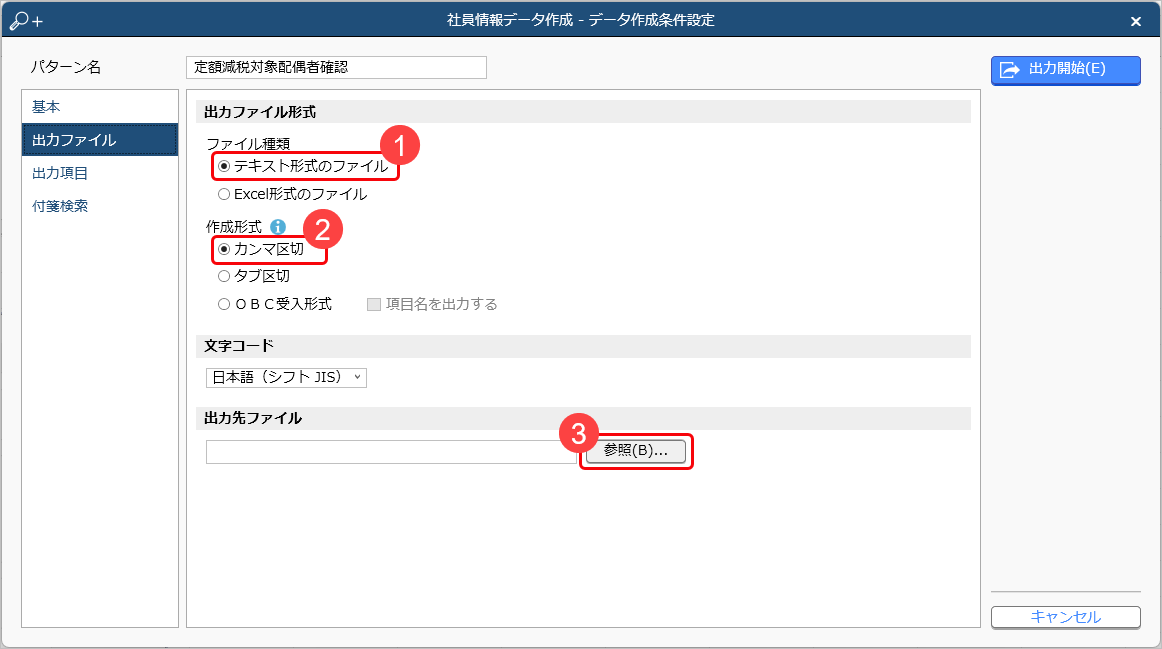 社員情報データ作成 - データ作成条件設定
パターン名
定額減税対象配偶者確認
出力開始(E)
基本
出力ファイル
出力項目
付箋検索
出力ファイル形式
ファイル種類
1
テキスト形式のファイル
Excel形式のファイル
作成形式
2
カンマ区切
タブ区切
ＯＢＣ受入形式 項目名を出力する
文字コード
日本語（シフト JIS）
出力先ファイル
3
参照(B)...
キャンセル